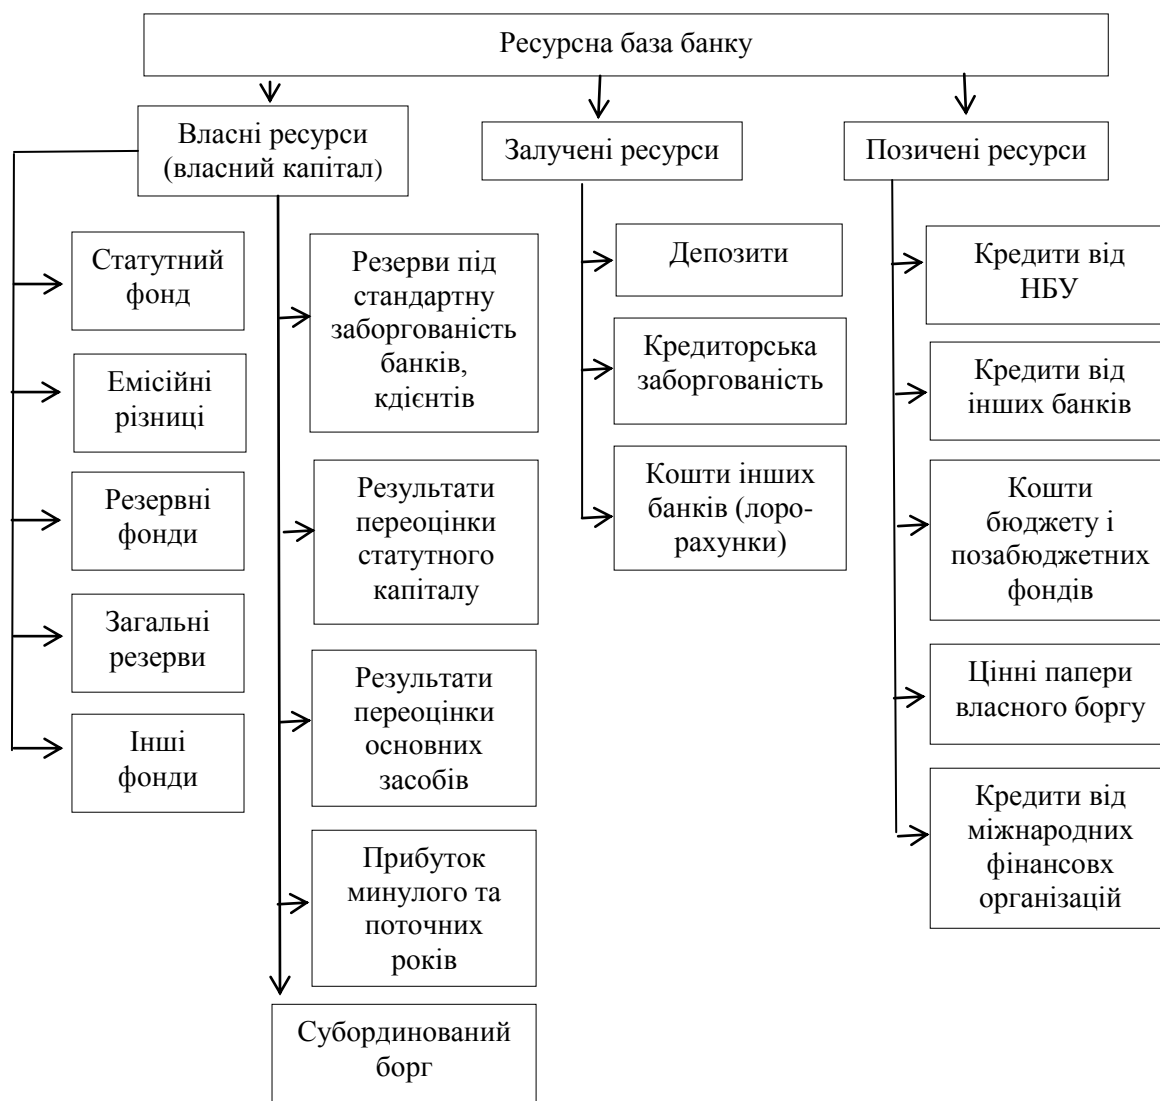 Ресурсна база банку
Власні ресурси
(власний капітал)
Залучені ресурси
Позичені ресурси
Статутний
фонд
Емісійні
різниці
Резервні
фонди
Загальні
резерви
Інші
фонди
Резерви під
стандартну
заборгованість
банків,
кдієнтів
Результати
переоцінки
статутного
капіталу
Результати
переоцінки
основних
засобів
Прибуток
минулого та
поточних
років
Субординований
борг
Депозити
Кредиторська
заборгованість
Кошти інших
банків (лоро-
рахунки)
Кредити від
НБУ
Кредити від
інших банків
Кошти
бюджету і
позабюджетних
фондів
Цінні папери
власного боргу
Кредити від
міжнародних
фінансовх
організацій